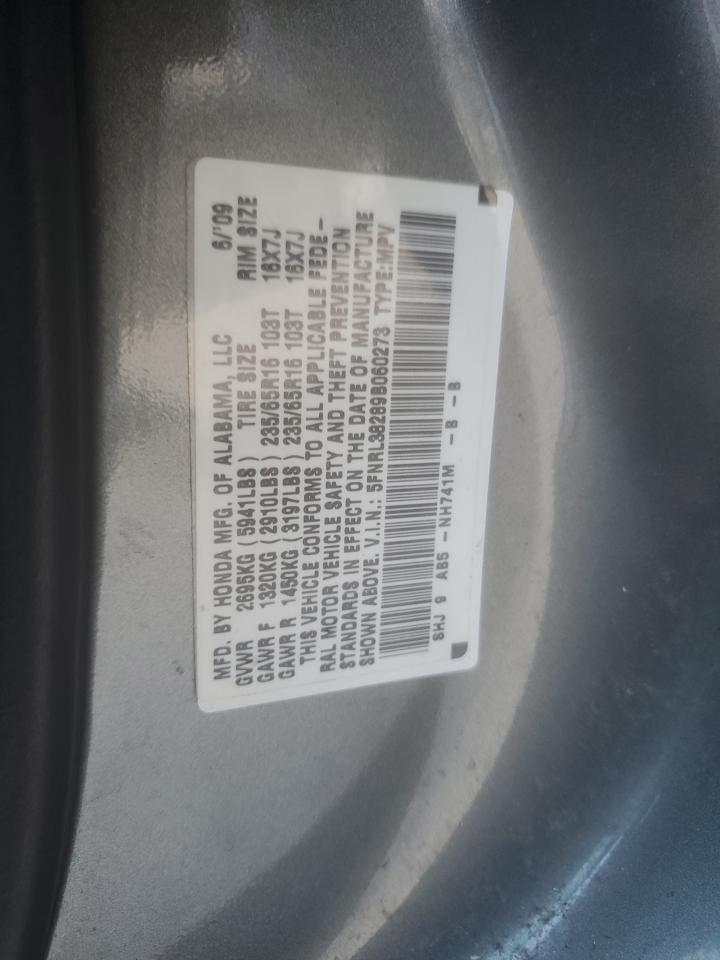 MFD. BY HONDA MFG. OF ALABAMA, LLC 6/'09
GVWR 2695KG (5941LBS) TIRE SIZE RIM SIZE
GAWR F 1320KG (2910LBS) 235/65R16 103T 16X7J
GAWR R 1450KG (3197LBS) 235/65R16 103T 16X7J
THIS VEHICLE CONFORMS TO ALL APPLICABLE FEDE-
RAL MOTOR VEHICLE SAFETY AND THEFT PREVENTION
STANDARDS IN EFFECT ON THE DATE OF MANUFACTURE
SHOWN ABOVE. V.I.N.: 5FNRL38289B060273 TYPE:MPV
SHJ 9 AB5 -NH741M -B -B